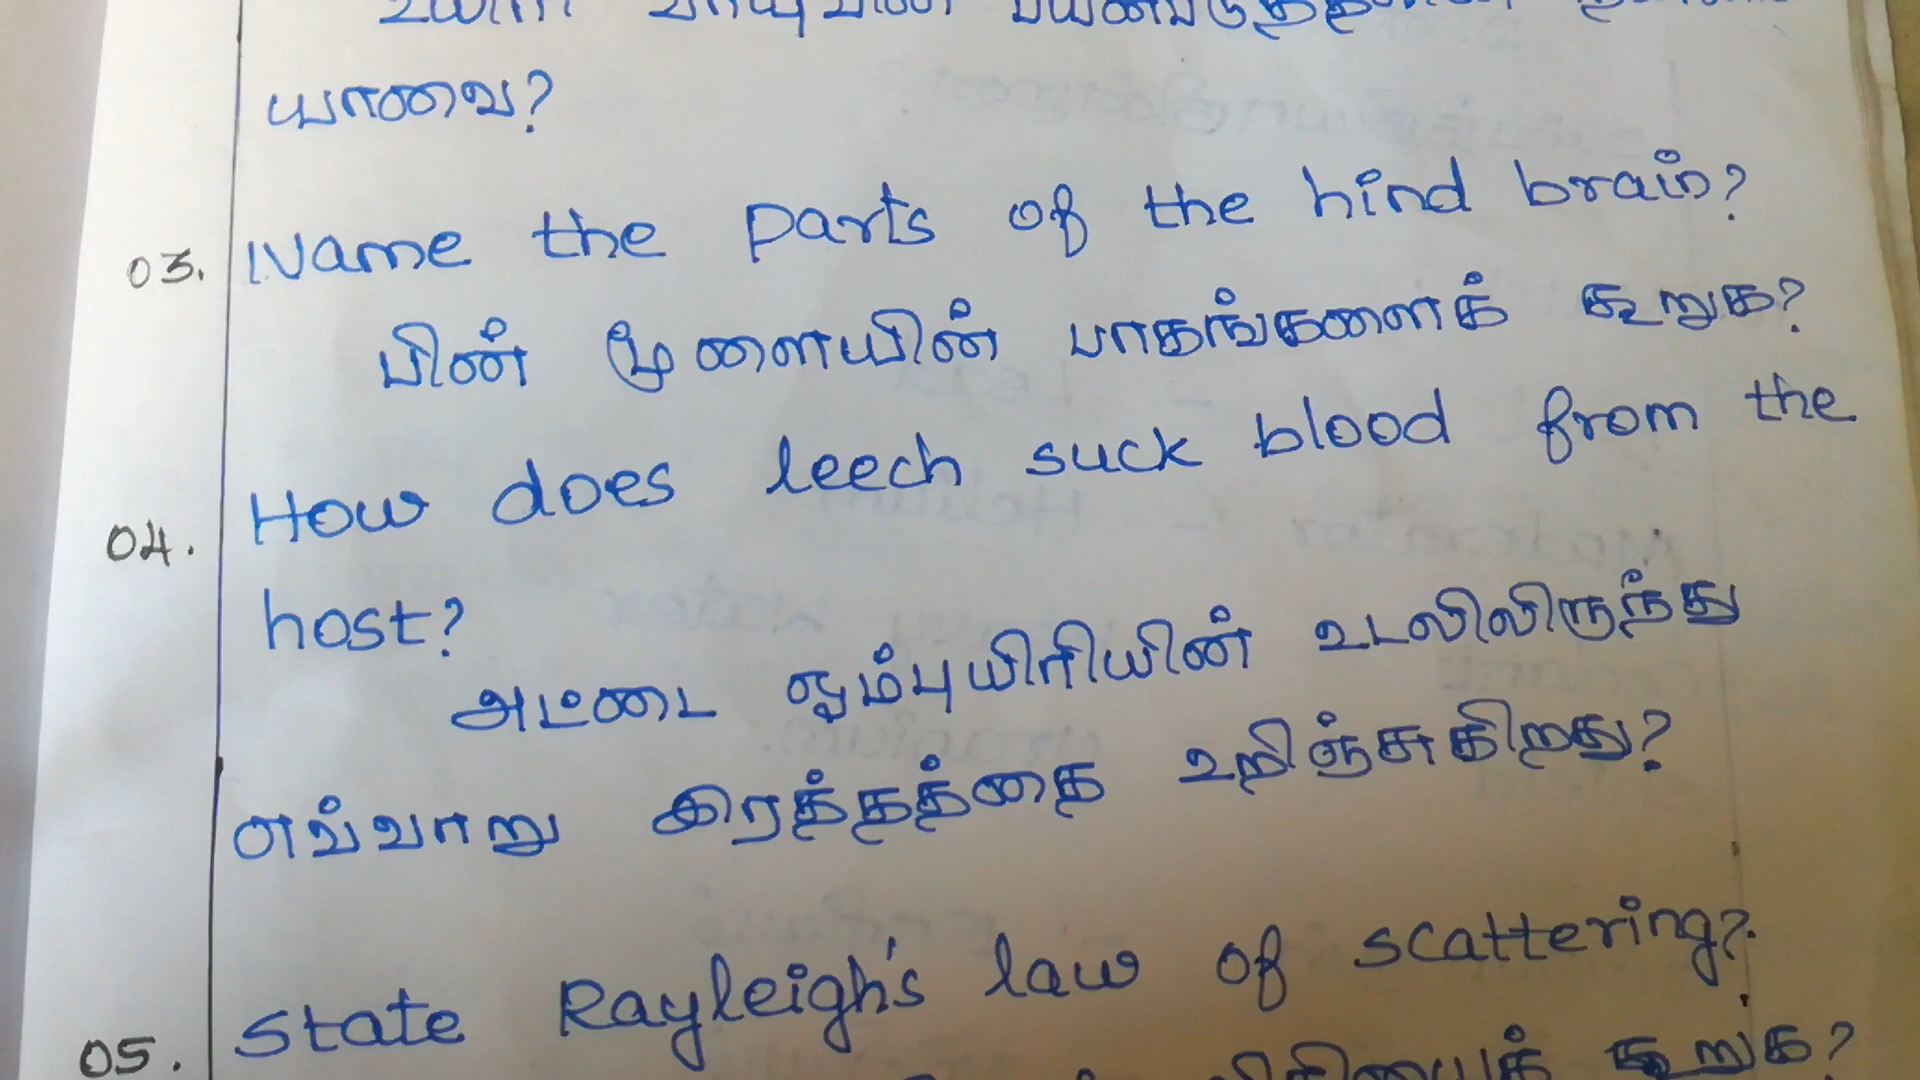 யாவை?
03. Name the parts of the hind brain?
பின் மூளையின் பாகங்களைக் கூறுக?
04. How does leech suck blood from the
host?
அட்டை ஓம்புயிரியின் உடலிலிருந்து
எவ்வாறு இரத்தத்தை உறிஞ்சுகிறது?
05. State Rayleigh's law of scattering?
கூறுக?